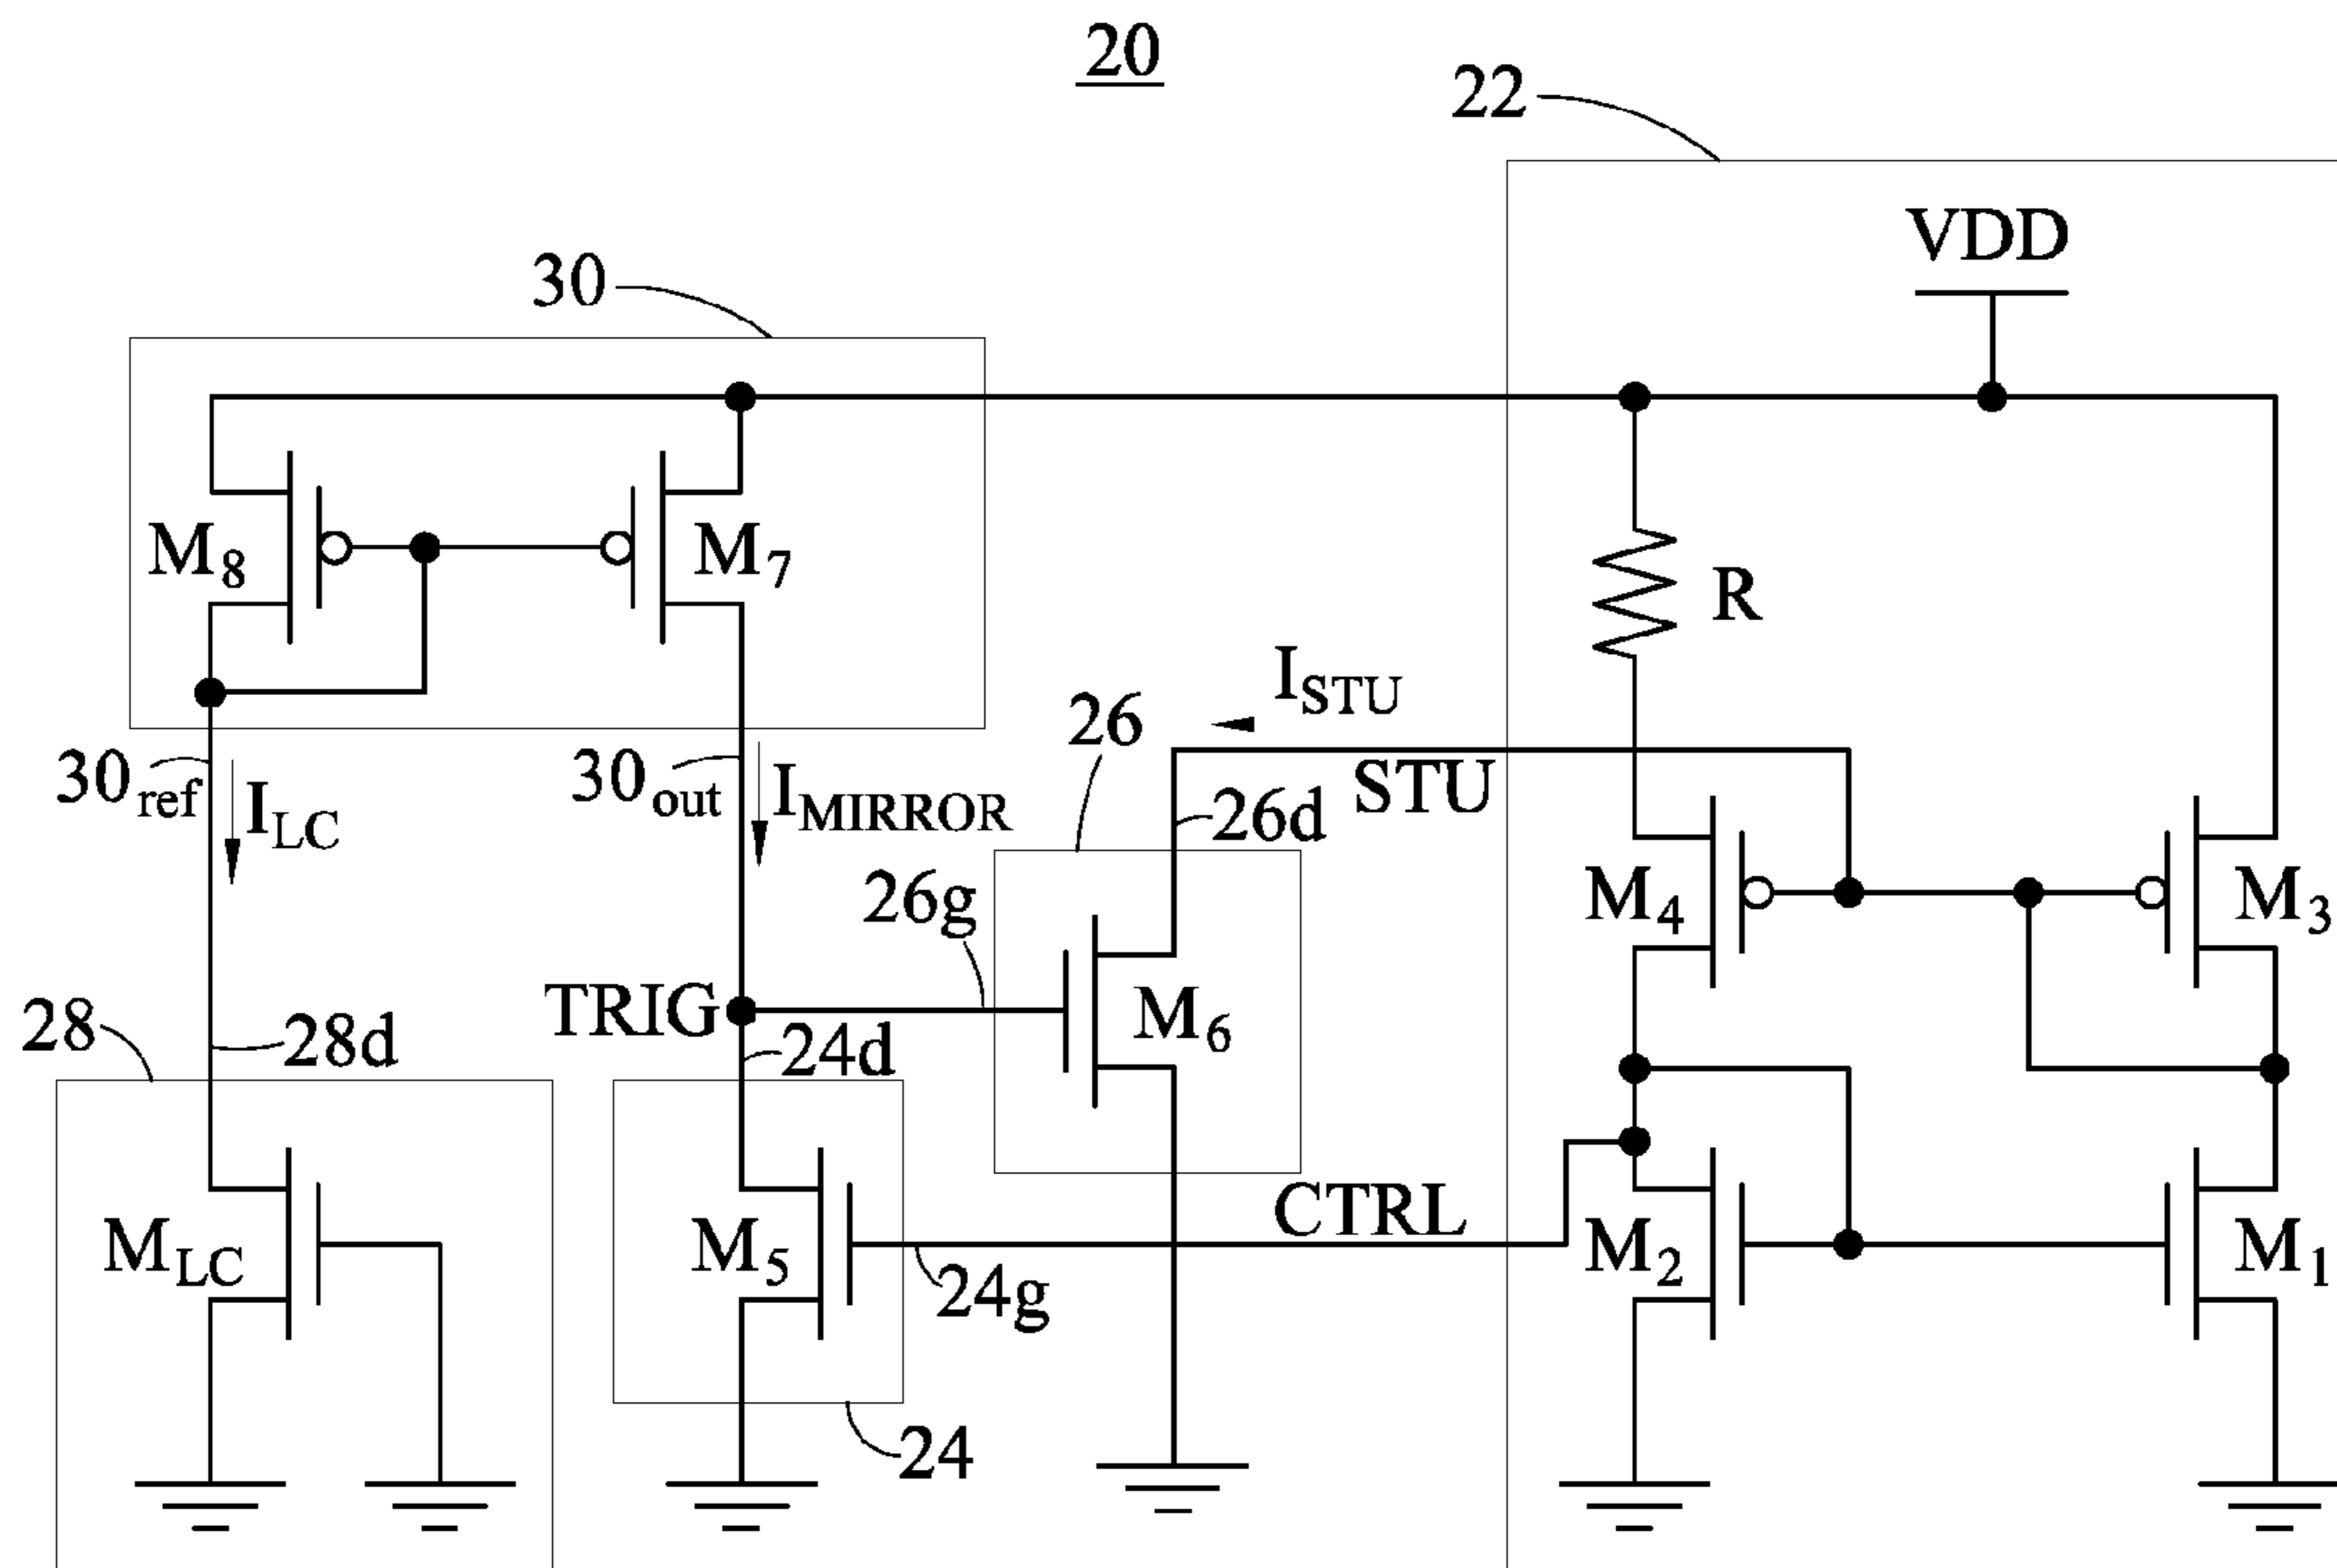 20
22
VDD
30
M8
M7
R
ISTU
26
30ref
ILC
30out
IMIRROR
STU
26d
26g
M4
M3
TRIG
M6
28
28d
24d
CTRL
MLC
M5
M2
M1
24g
24